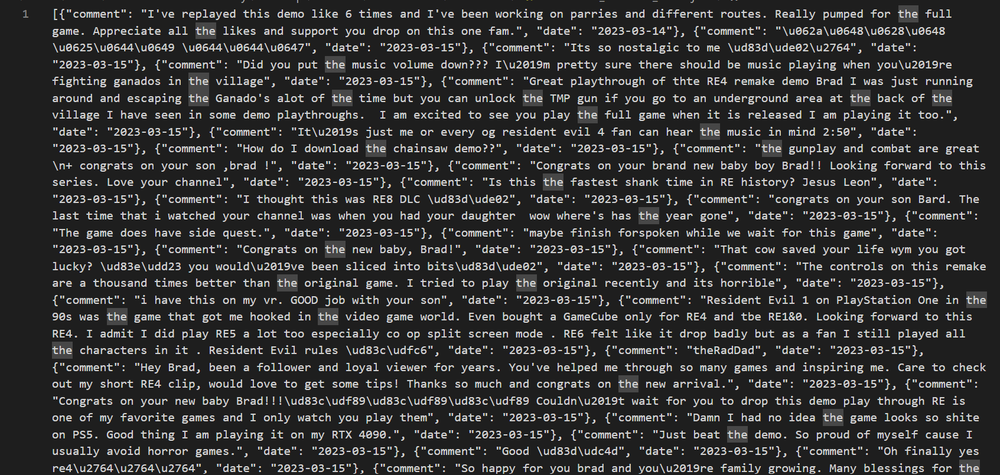 1 [{"comment": "I've replayed this demo like 6 times and I've been working on parries and different routes. Really pumped for the full
game. Appreciate all the likes and support you drop on this one fam.", "date": "2023-03-14"}, {"comment": "\u062a\u0648\u0628\u0648
\u0625\u0644\u0649 \u0644\u0644\u0647", "date": "2023-03-15"}, {"comment": "Its so nostalgic to me \ud83d\ude02\u2764", "date":
"2023-03-15"}, {"comment": "Did you put the music volume down??? I\u2019m pretty sure there should be music playing when you\u2019re
fighting ganados in the village", "date": "2023-03-15"}, {"comment": "Great playthrough of thte RE4 remake demo Brad I was just running
around and escaping the Ganado's alot of the time but you can unlock the TMP gun if you go to an underground area at the back of the
village I have seen in some demo playthroughs.  I am excited to see you play the full game when it is released I am playing it too.",
"date": "2023-03-15"}, {"comment": "It\u2019s just me or every og resident evil 4 fan can hear the music in mind 2:50", "date":
"2023-03-15"}, {"comment": "How do I download the chainsaw demo??", "date": "2023-03-15"}, {"comment": "the gunplay and combat are great
\n+ congrats on your son ,brad !", "date": "2023-03-15"}, {"comment": "Congrats on your brand new baby boy Brad!! Looking forward to this
series. Love your channel", "date": "2023-03-15"}, {"comment": "Is this the fastest shank time in RE history? Jesus Leon", "date":
"2023-03-15"}, {"comment": "I thought this was RE8 DLC \ud83d\ude02", "date": "2023-03-15"}, {"comment": "congrats on your son Bard. The
last time that i watched your channel was when you had your daughter  wow where's has the year gone", "date": "2023-03-15"}, {"comment":
"The game does have side quest.", "date": "2023-03-15"}, {"comment": "maybe finish forspoken while we wait for this game", "date":
"2023-03-15"}, {"comment": "Congrats on the new baby, Brad!", "date": "2023-03-15"}, {"comment": "That cow saved your life wym you got
lucky? \ud83e\udd23 you would\u2019ve been sliced into bits\ud83d\ude02", "date": "2023-03-15"}, {"comment": "The controls on this remake
are a thousand times better than the original game. I tried to play the original recently and its horrible", "date": "2023-03-15"},
{"comment": "i have this on my vr. GOOD job with your son", "date": "2023-03-15"}, {"comment": "Resident Evil 1 on PlayStation One in the
90s was the game that got me hooked in the video game world. Even bought a GameCube only for RE4 and tbe RE1&0. Looking forward to this
RE4. I admit I did play RE5 a lot too especially co op split screen mode . RE6 felt like it drop badly but as a fan I still played all
the characters in it . Resident Evil rules \ud83c\udfc6", "date": "2023-03-15"}, {"comment": "theRadDad", "date": "2023-03-15"},
{"comment": "Hey Brad, been a follower and loyal viewer for years. You've helped me through so many games and inspiring me. Care to check
out my short RE4 clip, would love to get some tips! Thanks so much and congrats on the new arrival.", "date": "2023-03-15"}, {"comment":
"Congrats on your new baby Brad!!!\ud83c\udf89\ud83c\udf89\ud83c\udf89 Couldn\u2019t wait for you to drop this demo play through RE is
one of my favorite games and I only watch you play them", "date": "2023-03-15"}, {"comment": "Damn I had no idea the game looks so shite
on PS5. Good thing I am playing it on my RTX 4090.", "date": "2023-03-15"}, {"comment": "Just beat the demo. So proud of myself cause I
usually avoid horror games.", "date": "2023-03-15"}, {"comment": "Good \ud83d\udc4d", "date": "2023-03-15"}, {"comment": "Oh finally yes
re4\u2764\u2764\u2764", "date": "2023-03-15"}, {"comment": "So happy for you brad and you\u2019re family growing. Many blessings for the